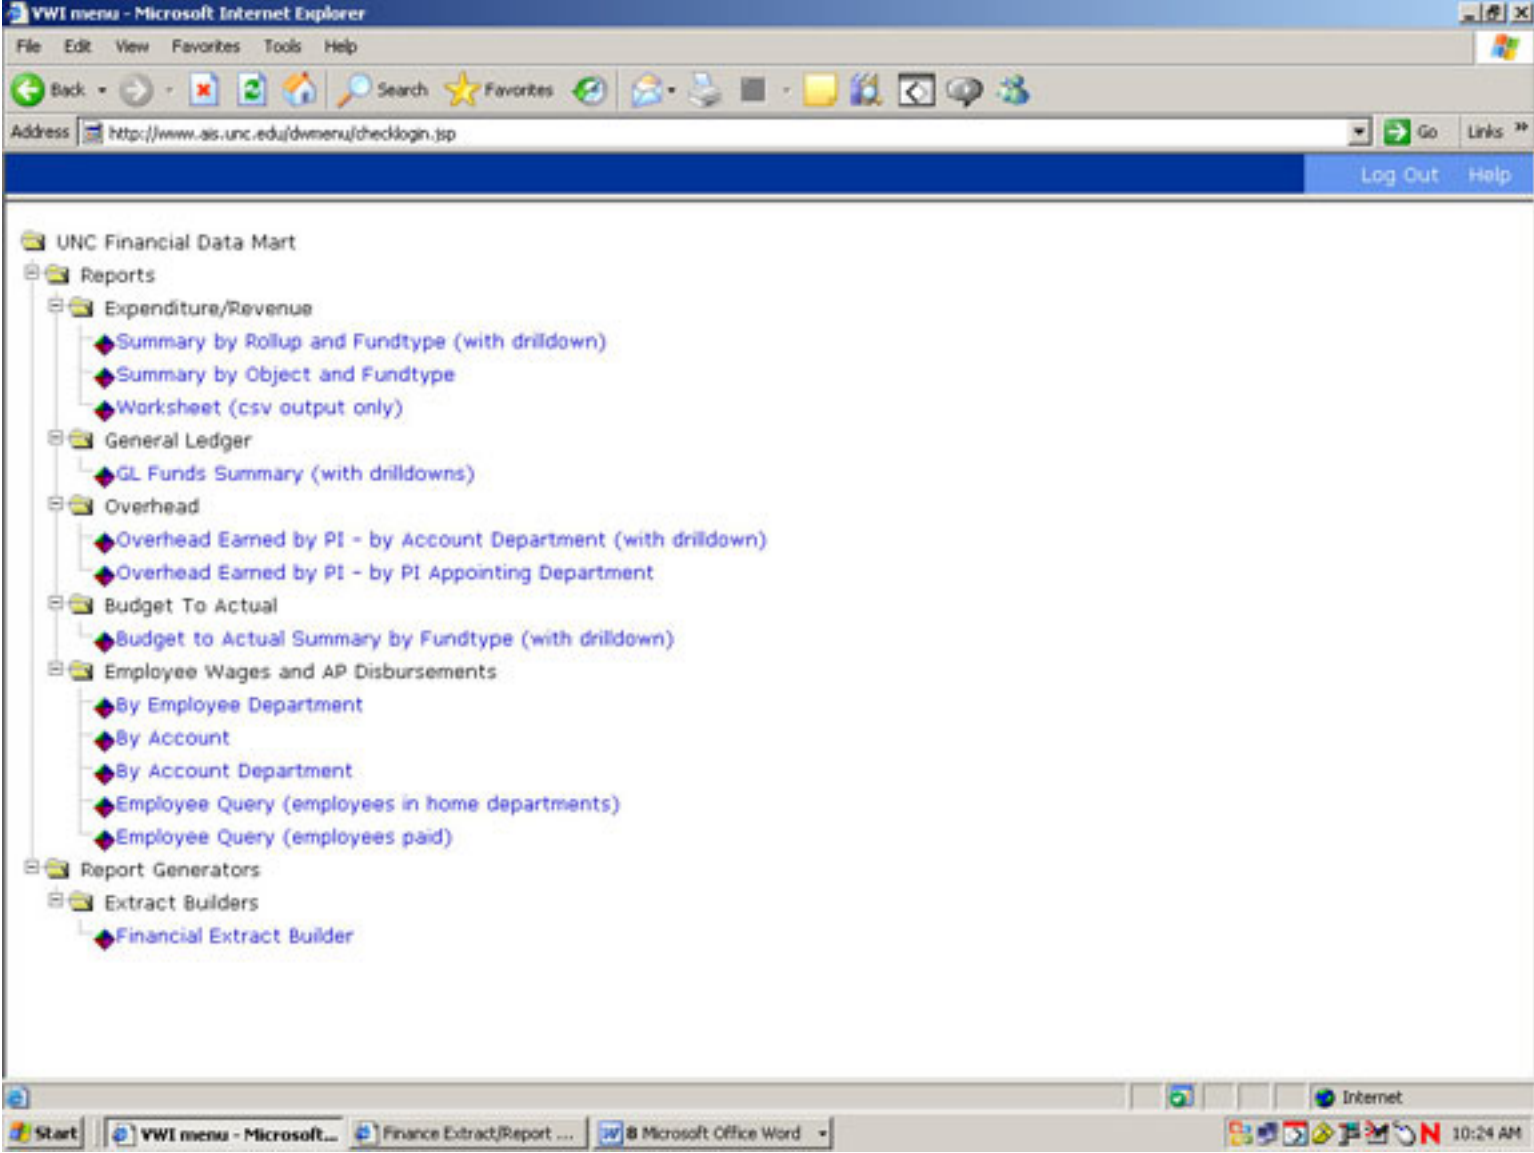 VWI menu - Microsoft Internet Explorer
File Edit View Favorites Tools Help
Back Search Favorites
Address http://www.ais.unc.edu/dwmenu/checklogin.jsp Go Links »
Log Out Help
UNC Financial Data Mart
Reports
Expenditure/Revenue
Summary by Rollup and Fundtype (with drilldown)
Summary by Object and Fundtype
Worksheet (csv output only)
General Ledger
GL Funds Summary (with drilldowns)
Overhead
Overhead Earned by PI - by Account Department (with drilldown)
Overhead Earned by PI - by PI Appointing Department
Budget To Actual
Budget to Actual Summary by Fundtype (with drilldown)
Employee Wages and AP Disbursements
By Employee Department
By Account
By Account Department
Employee Query (employees in home departments)
Employee Query (employees paid)
Report Generators
Extract Builders
Financial Extract Builder
Internet
Start VWI menu - Microsoft... Finance Extract/Report ... 8 Microsoft Office Word N 10:24 AM